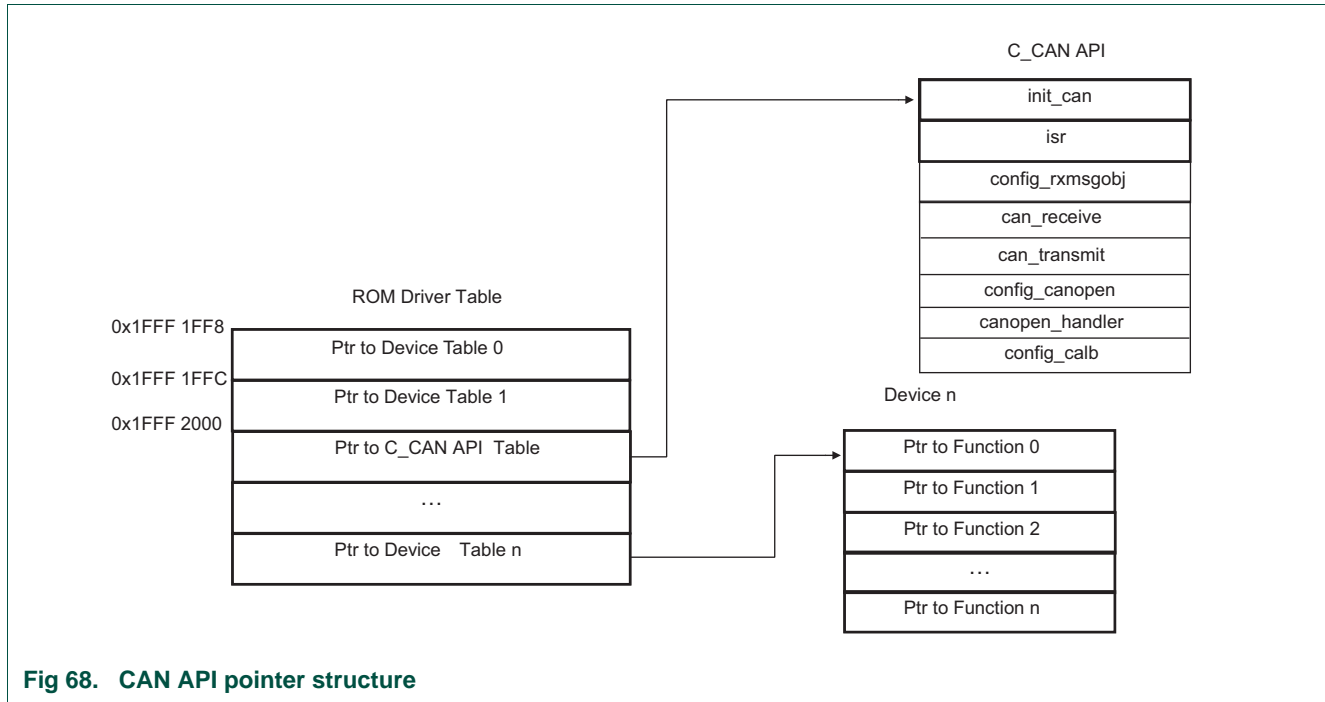 C_CAN API
init_can
isr
config_rxmsgobj
can_receive
can_transmit
config_canopen
canopen_handler
config_calb
ROM Driver Table
0x1FFF 1FF8
Ptr to Device Table 0
0x1FFF 1FFC
Ptr to Device Table 1
0x1FFF 2000
Ptr to C_CAN API Table
…
Ptr to Device Table n
Device n
Ptr to Function 0
Ptr to Function 1
Ptr to Function 2
…
Ptr to Function n
Fig 68. CAN API pointer structure